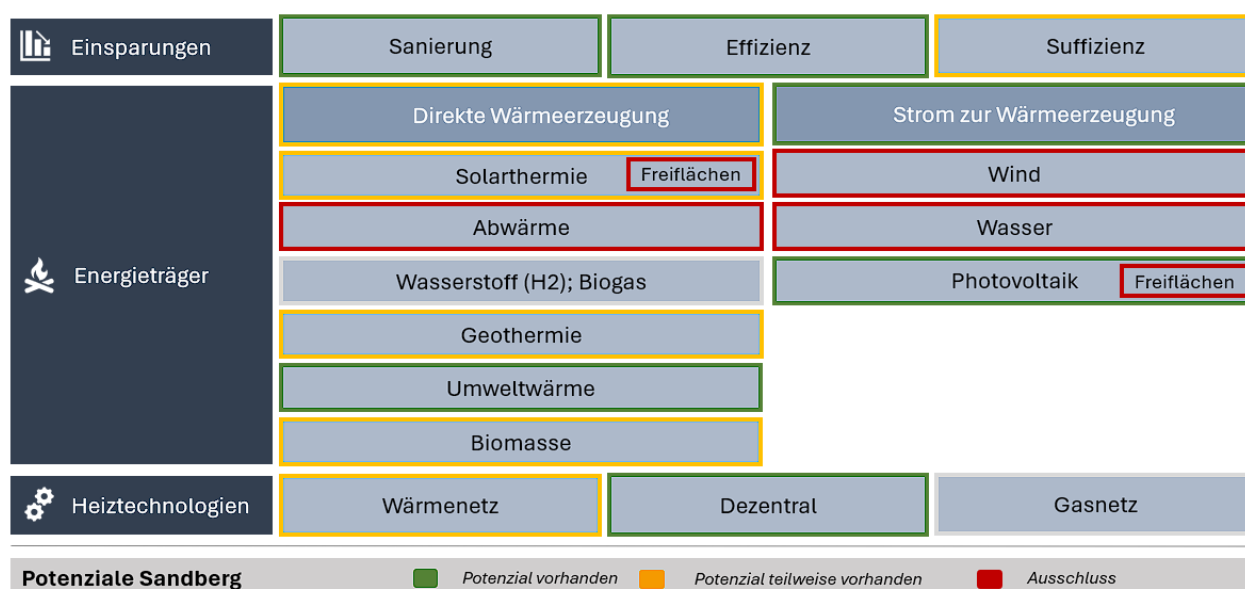 Einsparungen
Sanierung
Effizienz
Suffizienz
Energieträger
Direkte Wärmeerzeugung
Strom zur Wärmeerzeugung
Solarthermie
Freiflächen
Wind
Abwärme
Wasser
Wasserstoff (H2); Biogas
Photovoltaik
Freiflächen
Geothermie
Umweltwärme
Biomasse
Heiztechnologien
Wärmenetz
Dezentral
Gasnetz
Potenziale Sandberg
Potenzial vorhanden
Potenzial teilweise vorhanden
Ausschluss